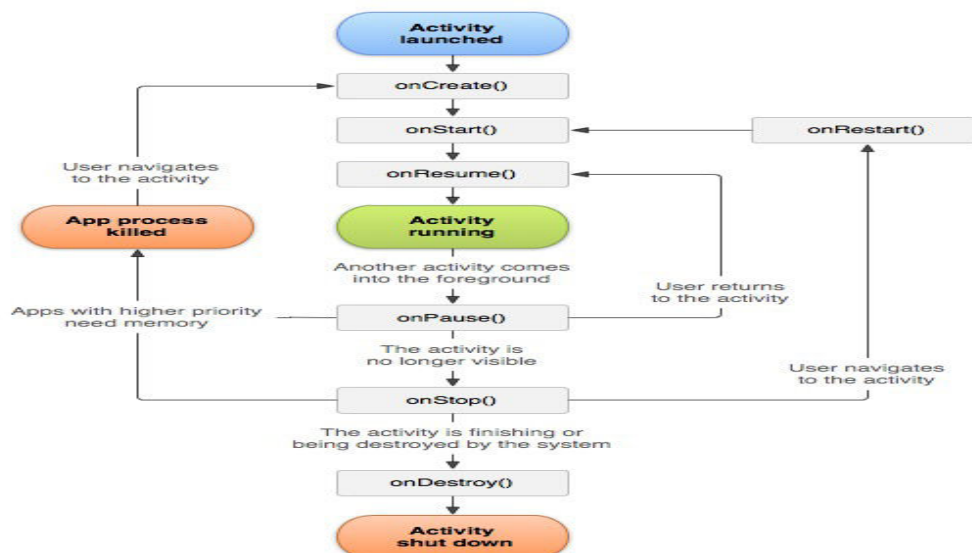 Activity
launched
onCreate()
onStart()
onRestart()
User navigates
to the activity
onResume()
App process
killed
Activity
running
Another activity comes
into the foreground
User returns
to the activity
Apps with higher priority
need memory
onPause()
The activity is
no longer visible
User navigates
to the activity
onStop()
The activity is finishing or
being destroyed by the system
onDestroy()
Activity
shut down